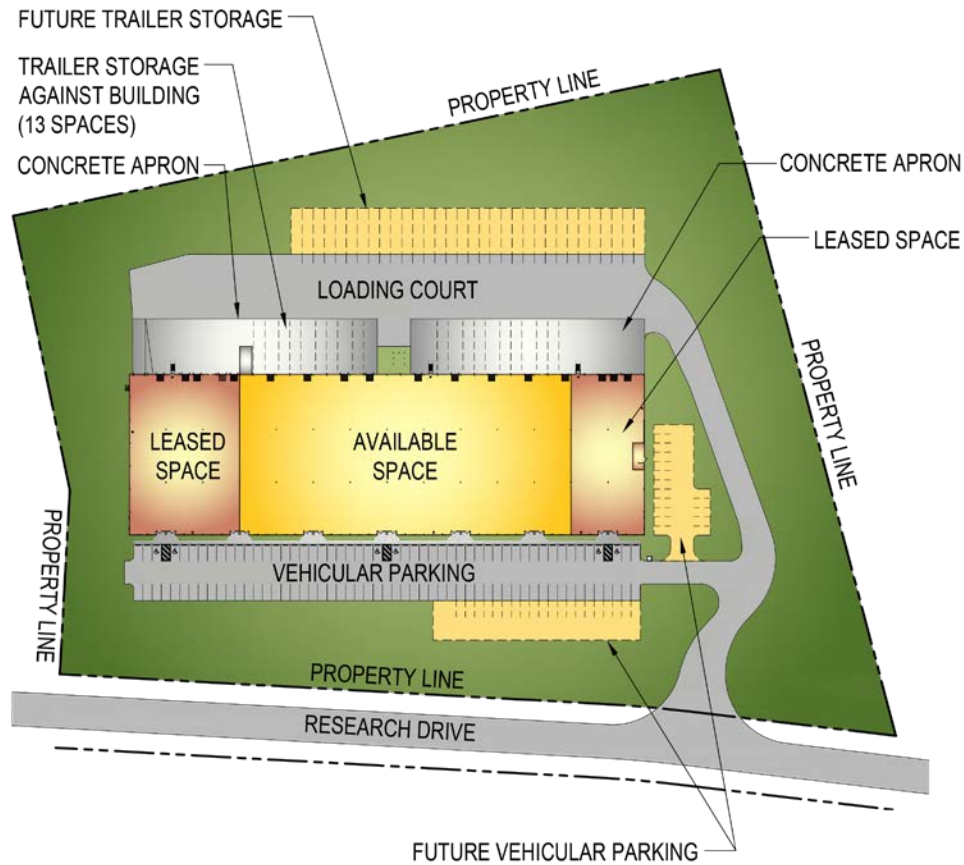 FUTURE TRAILER STORAGE
TRAILER STORAGE
AGAINST BUILDING
(13 SPACES)
CONCRETE APRON
PROPERTY LINE
CONCRETE APRON
LEASED SPACE
LOADING COURT
PROPERTY LINE
LEASED
SPACE
AVAILABLE
SPACE
PROPERTY LINE
VEHICULAR PARKING
PROPERTY LINE
RESEARCH DRIVE
FUTURE VEHICULAR PARKING